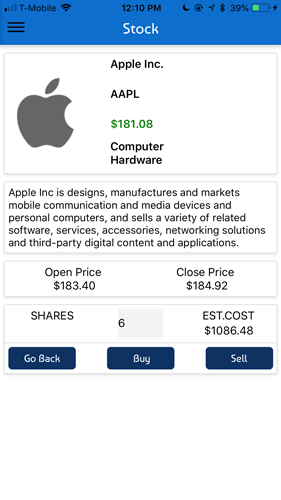 T-Mobile 12:10 PM 39%
Stock
Apple Inc.
AAPL
$181.08
Computer
Hardware
Apple Inc is designs, manufactures and markets
mobile communication and media devices and
personal computers, and sells a variety of related
software, services, accessories, networking solutions
and third-party digital content and applications.
Open Price Close Price
$183.40 $184.92
SHARES 6 EST.COST
$1086.48
Go Back Buy Sell